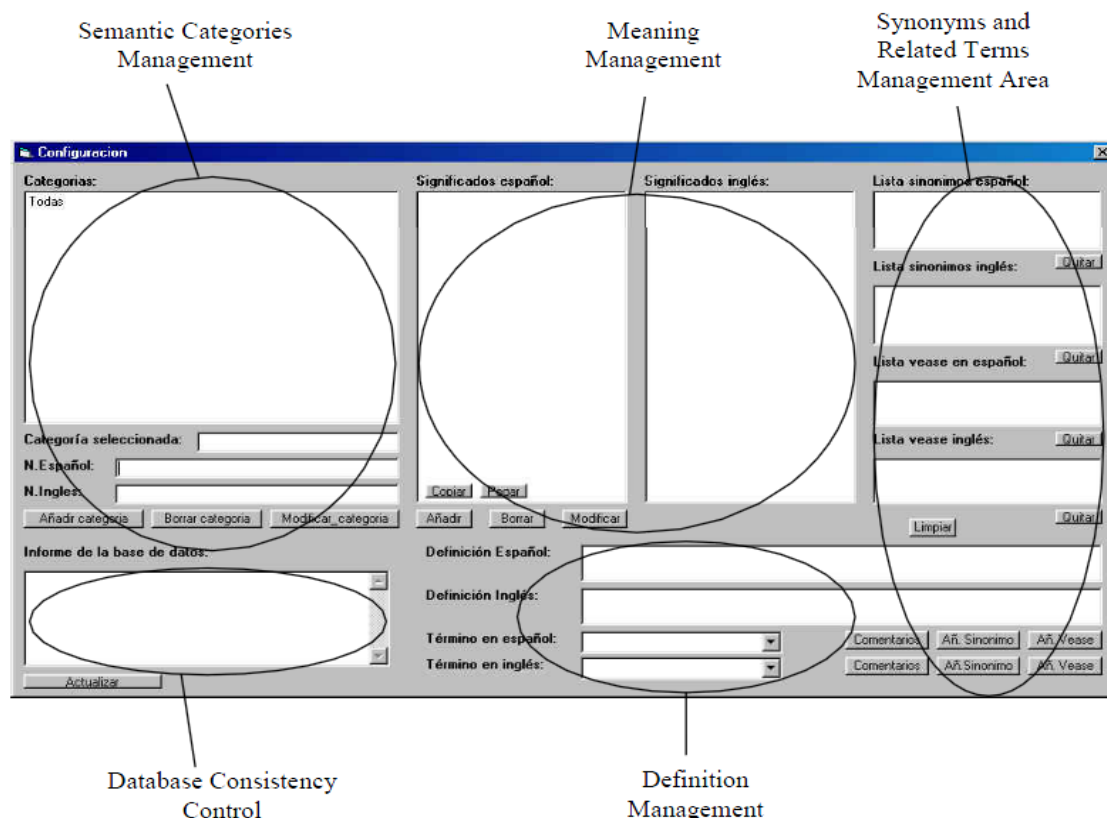 Semantic Categories
Management
Meaning
Management
Synonyms and
Related Terms
Management Area
Configuracion
Categorias:
Todas
Significados español:
Significados inglés:
Lista sinonimos español:
Quitar
Lista sinonimos inglés:
Quitar
Lista vease en español:
Quitar
Lista vease inglés:
Quitar
Limpiar
Categoría seleccionada:
N.Español:
N.Ingles:
Añadir categoria Borrar categoria Modificar_categoria
Copiar Pegar
Añadir Borrar Modificar
Informe de la base de datos:
Actualizar
Definición Español:
Definición Inglés:
Término en español:
Término en inglés:
Comentarios Añ. Sinonimo Añ. Vease
Comentarios Añ.Sinonimo Añ. Vease
Database Consistency
Control
Definition
Management